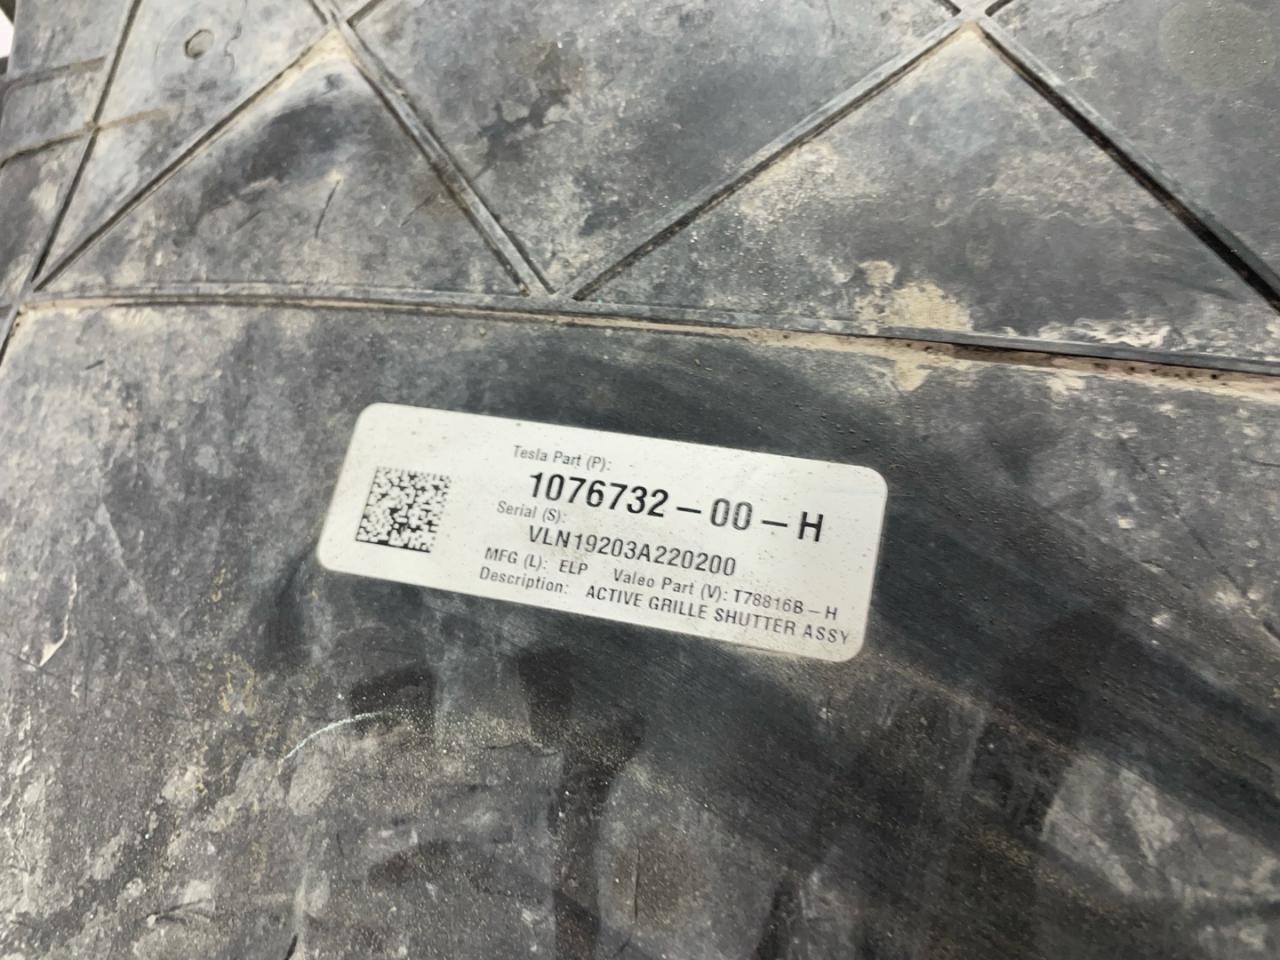 Tesla Part (P):
1076732-00-H
Serial (S):
VLN19203A220200
MFG (L): ELP Valeo Part (V): T78816B-H
Description: ACTIVE GRILLE SHUTTER ASSY